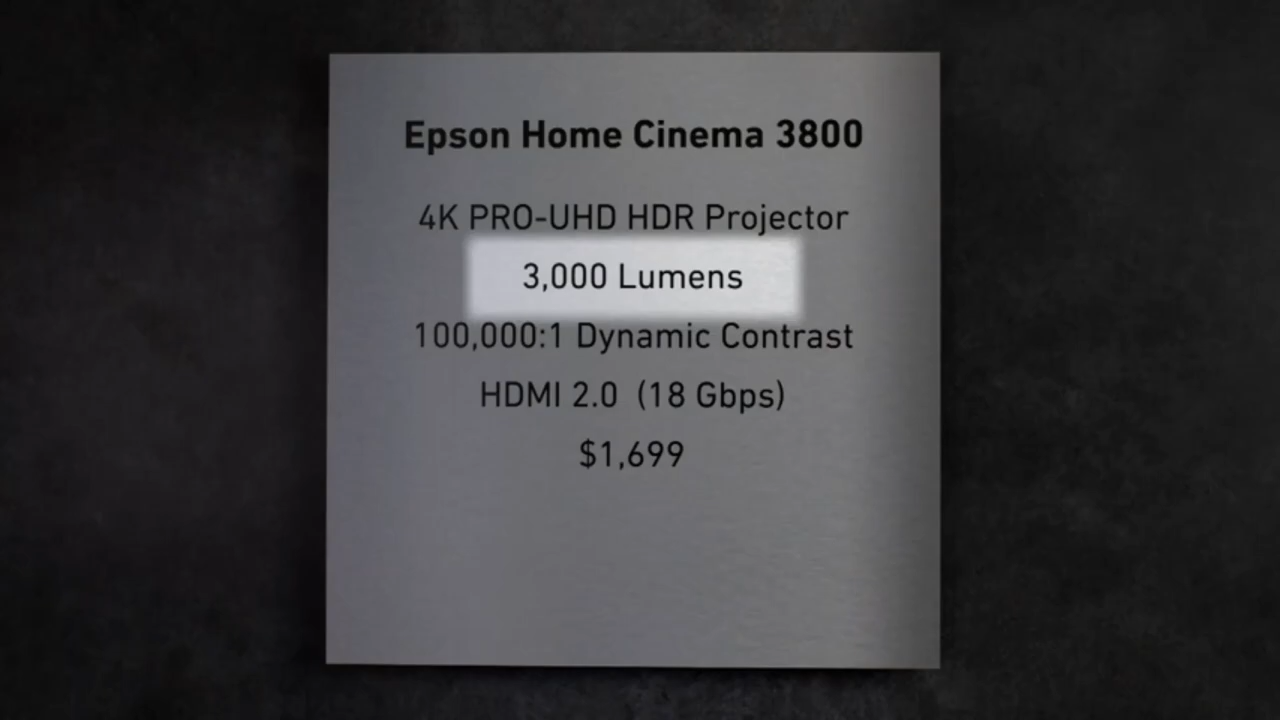 Epson Home Cinema 3800
4K PRO-UHD HDR Projector
3,000 Lumens
100,000:1 Dynamic Contrast
HDMI 2.0 (18 Gbps)
$1,699